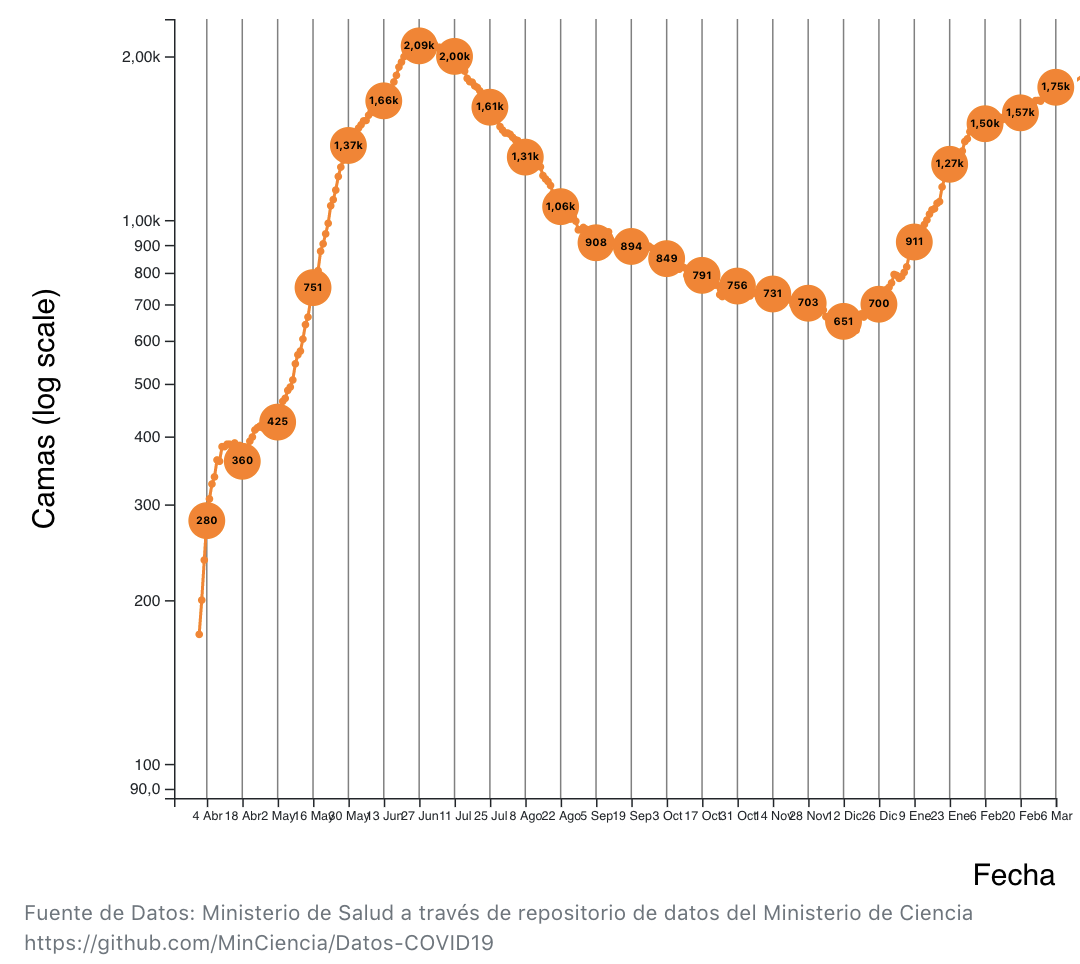 Camas (log scale)
2,00k
1,00k
900
800
700
600
500
400
300
200
100
90,0
280
360
425
751
1,37k
1,66k
2,09k
2,00k
1,61k
1,31k
1,06k
908
894
849
791
756
731
703
651
700
911
1,27k
1,50k
1,57k
1,75k
4 Abr 18 Abr 2 May 16 May 30 May 13 Jun 27 Jun 11 Jul 25 Jul 8 Ago 22 Ago 5 Sep 19 Sep 3 Oct 17 Oct 31 Oct 14 Nov 28 Nov 12 Dic 26 Dic 9 Ene 23 Ene 6 Feb 20 Feb 6 Mar
Fecha
Fuente de Datos: Ministerio de Salud a través de repositorio de datos del Ministerio de Ciencia
https://github.com/MinCiencia/Datos-COVID19